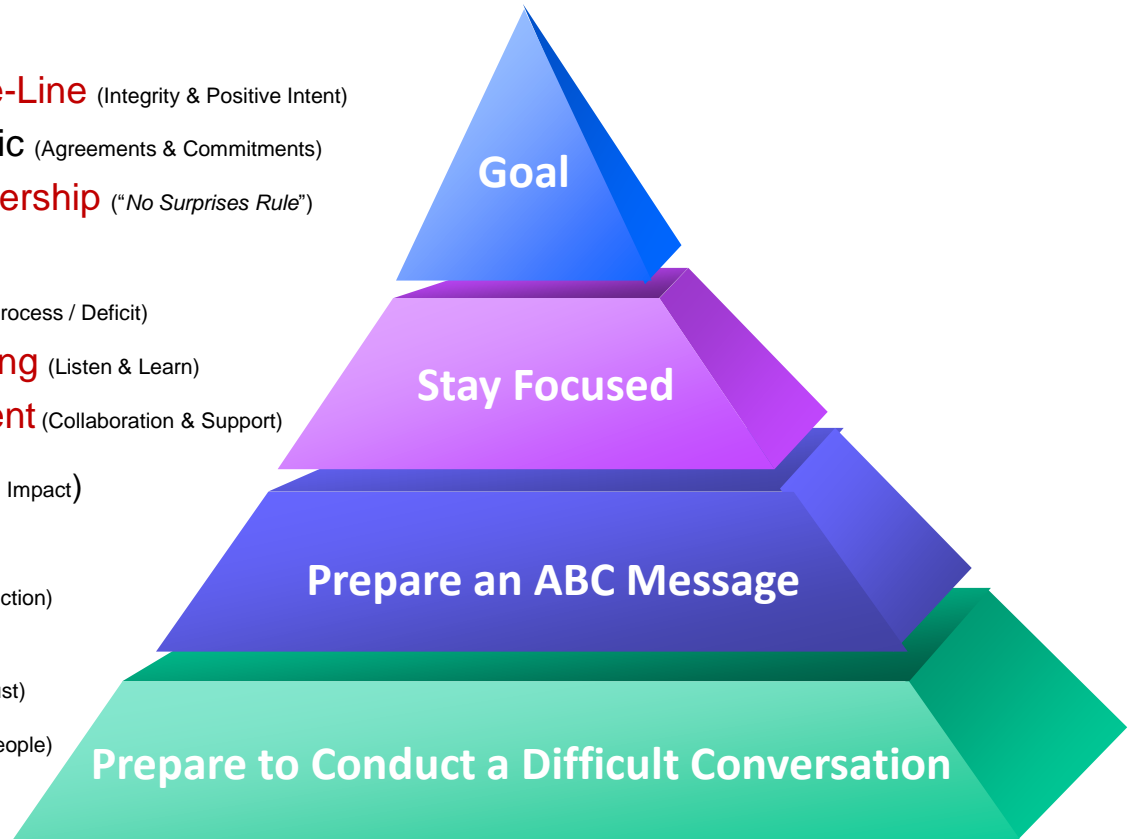 e-Line (Integrity & Positive Intent)
ic (Agreements & Commitments)
Goal
ership (“No Surprises Rule”)
rocess / Deficit)
ng (Listen & Learn)
Stay Focused
ent (Collaboration & Support)
Impact)
Prepare an ABC Message
ction)
ust)
eople)
Prepare to Conduct a Difficult Conversation